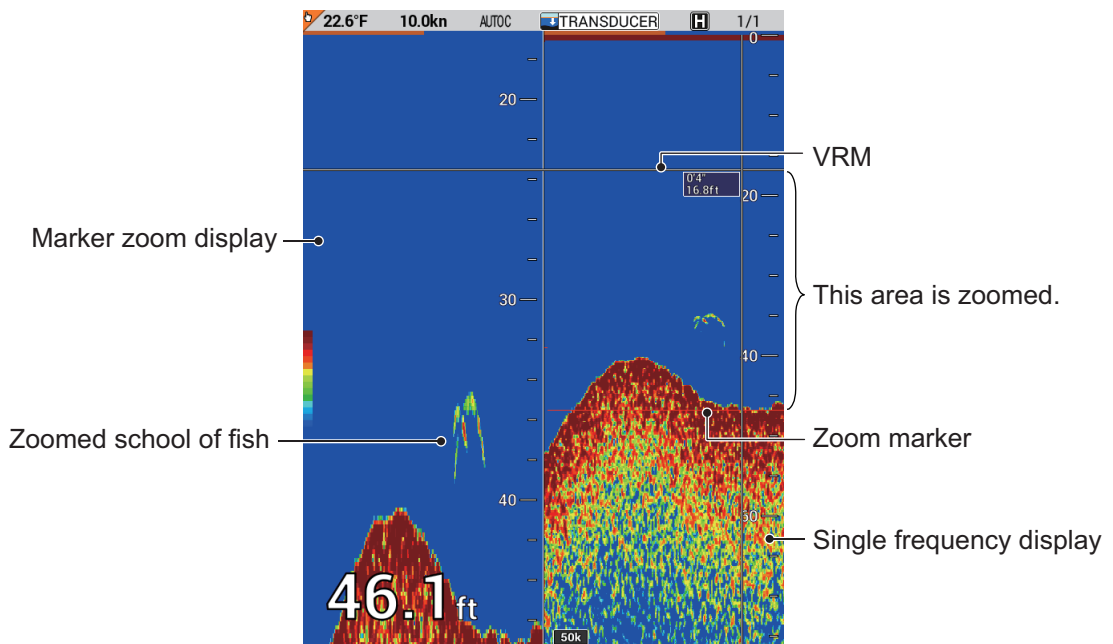 22.6°F 10.0kn AUTOC TRANSDUCER H 1/1
0
20
VRM
0'4"
16.8ft
20
Marker zoom display
This area is zoomed.
30
40
Zoomed school of fish
Zoom marker
40
60
Single frequency display
46.1ft
50k